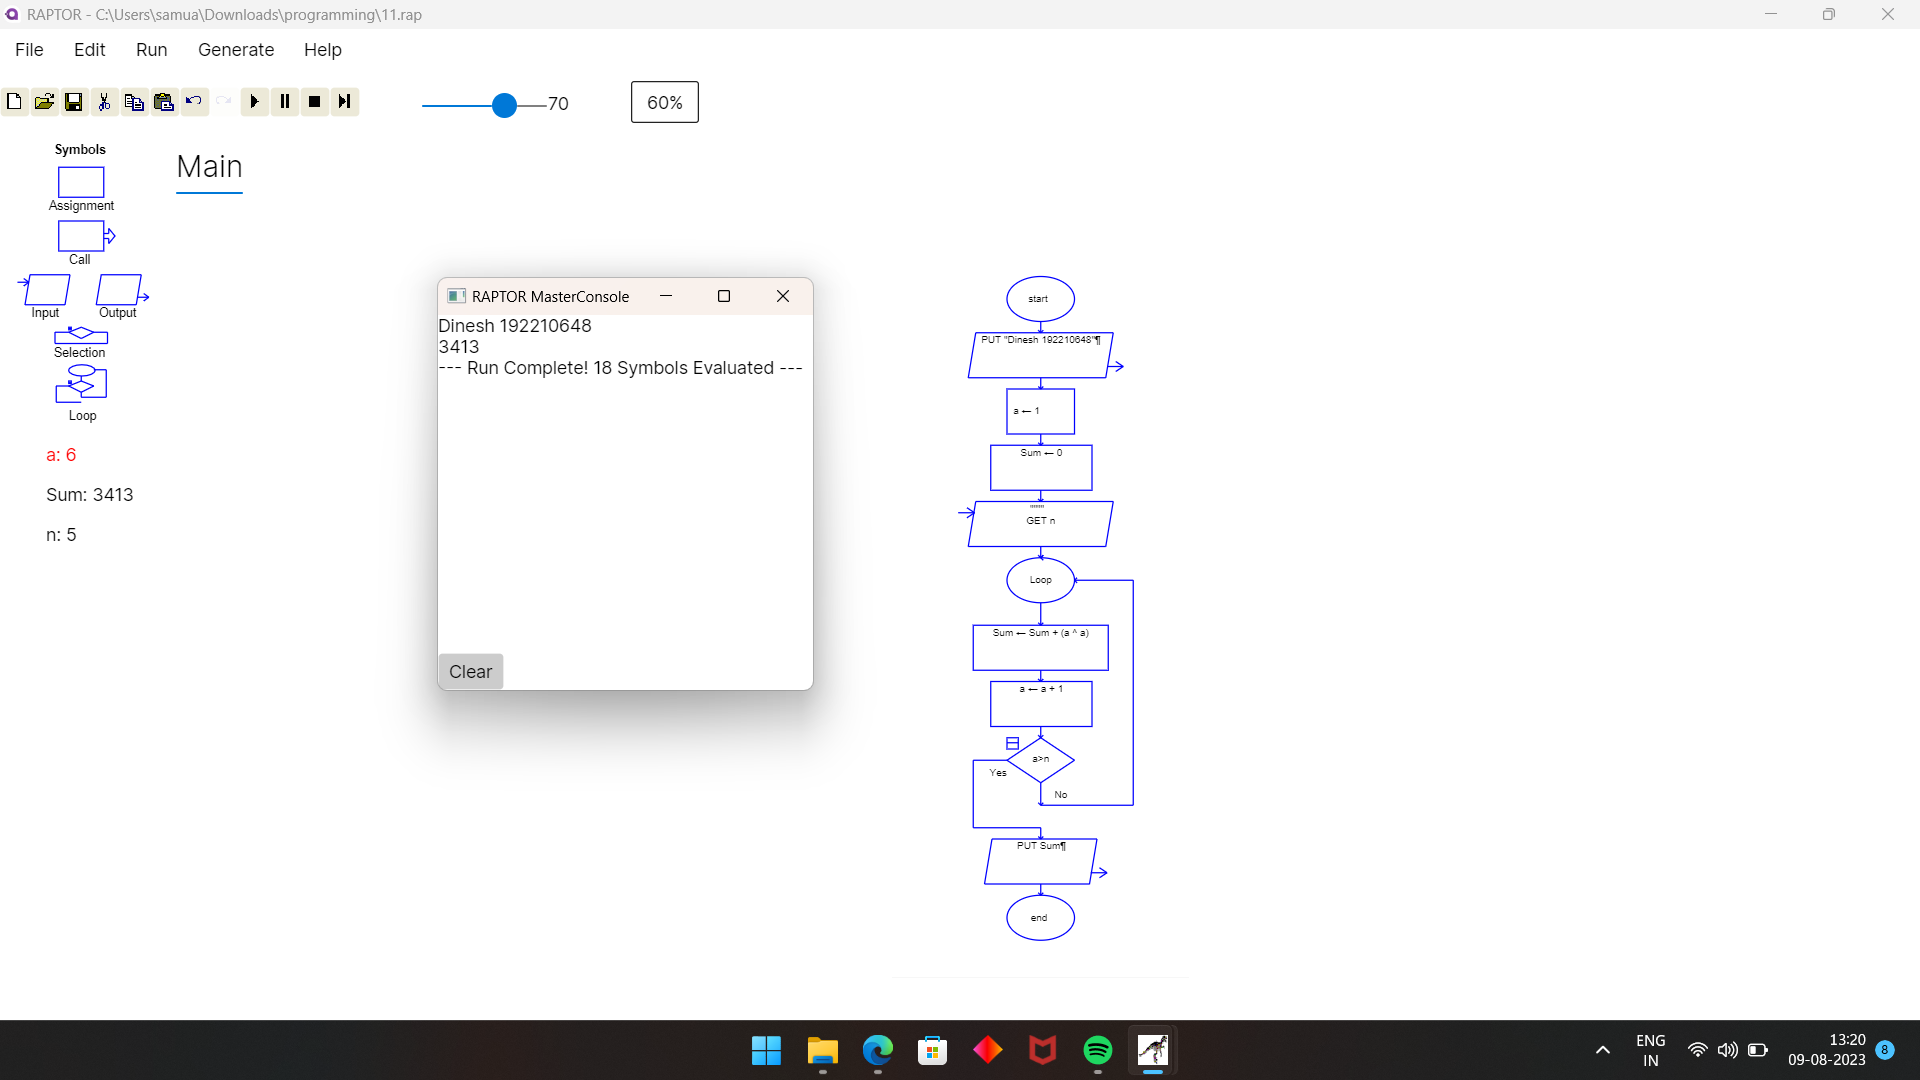 RAPTOR - C:\Users\samua\Downloads\programming\11.rap
File Edit Run Generate Help
70
60%
Symbols
Assignment
Call
Input Output
Selection
Loop
a: 6
Sum: 3413
n: 5
Main
RAPTOR MasterConsole
Dinesh 192210648
3413
--- Run Complete! 18 Symbols Evaluated ---
Clear
start
PUT "Dinesh 192210648"¶
a ← 1
Sum ← 0
""""
GET n
Loop
Sum ← Sum + (a ^ a)
a ← a + 1
a>n
Yes
No
PUT Sum¶
end
ENG
IN
13:20
09-08-2023
8